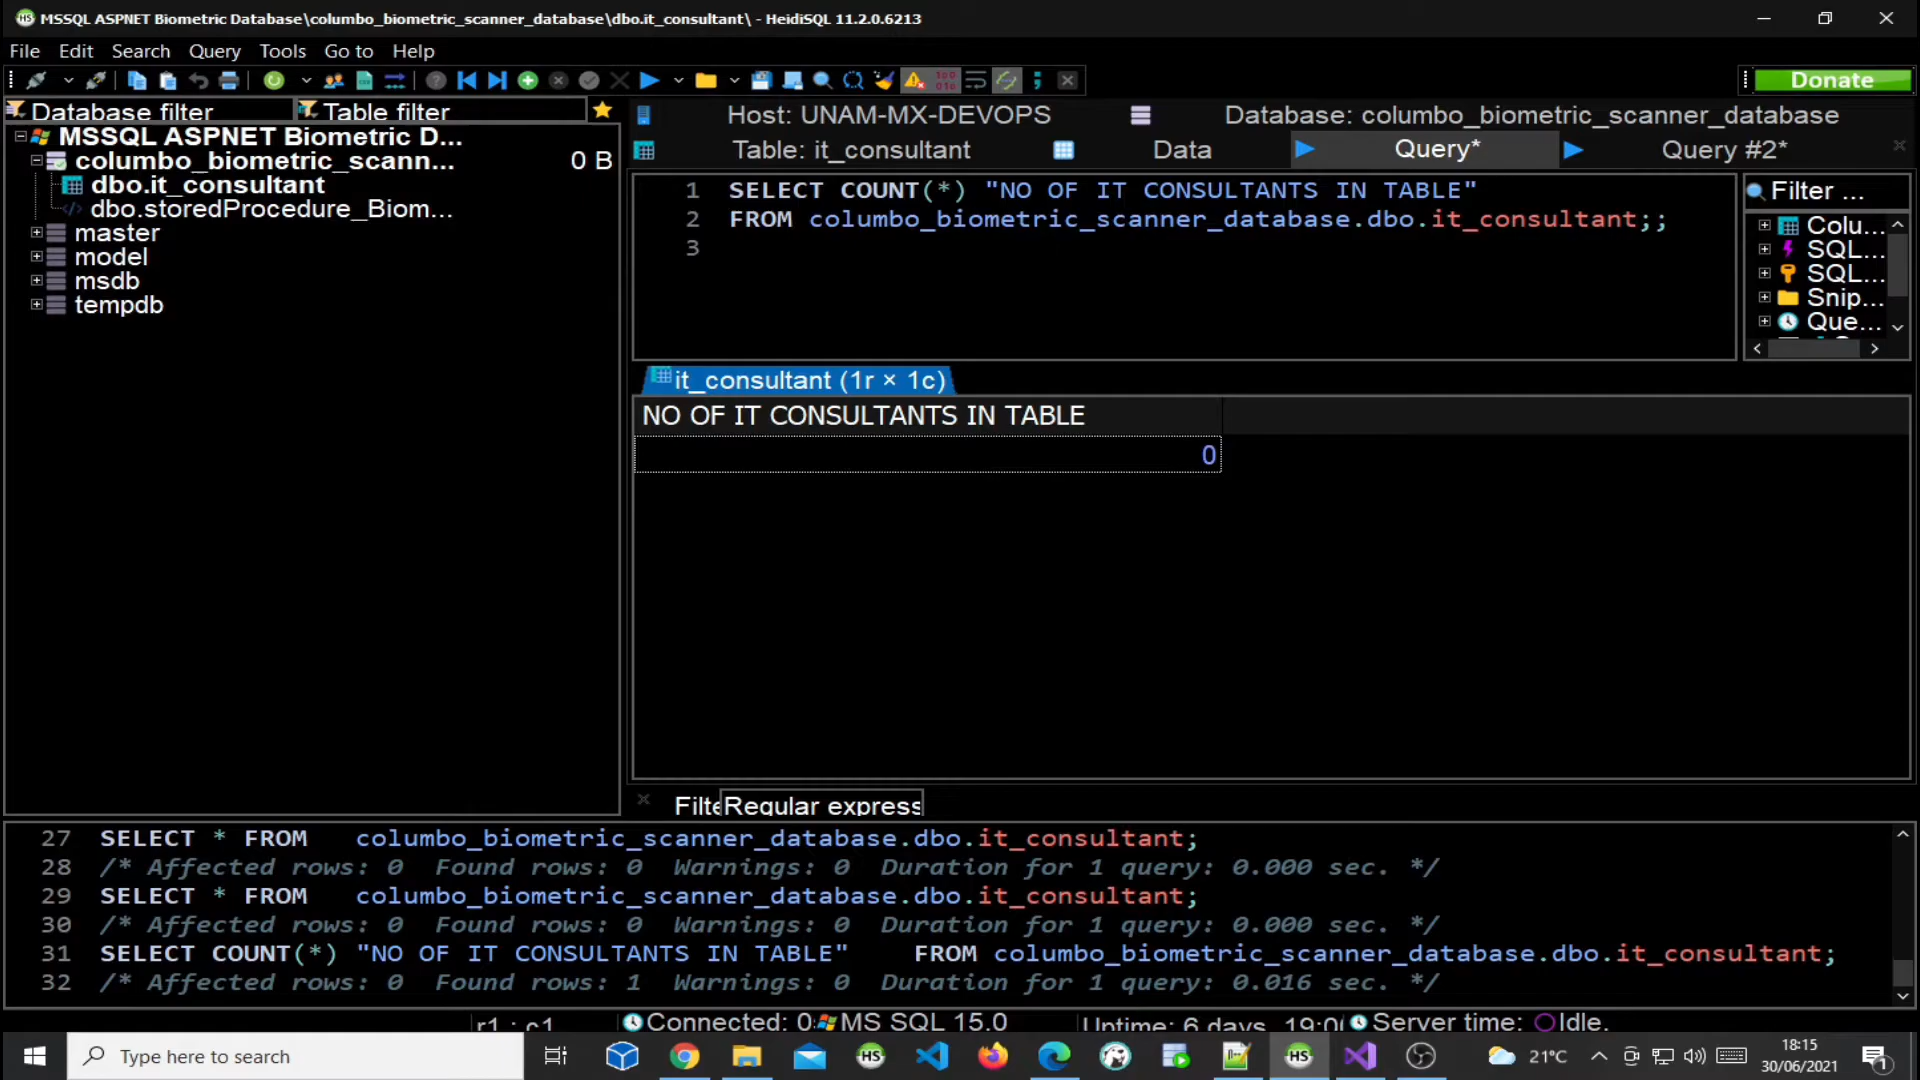 MSSQL ASPNET Biometric Database\columbo_biometric_scanner_database\dbo.it_consultant\ - HeidiSQL 11.2.0.6213
File Edit Search Query Tools Go to Help
Donate
Database filter Table filter
MSSQL ASPNET Biometric D...
columbo_biometric_scann... 0 B
dbo.it_consultant
dbo.storedProcedure_Biom...
master
model
msdb
tempdb
Host: UNAM-MX-DEVOPS Database: columbo_biometric_scanner_database
Table: it_consultant Data Query* Query #2*
1 SELECT COUNT(*) "NO OF IT CONSULTANTS IN TABLE"
2 FROM columbo_biometric_scanner_database.dbo.it_consultant;;
3
Filter ...
Colu...
SQL...
SQL...
Snip...
Que...
it_consultant (1r × 1c)
NO OF IT CONSULTANTS IN TABLE
0
Filte Regular express
27 SELECT * FROM columbo_biometric_scanner_database.dbo.it_consultant;
28 /* Affected rows: 0 Found rows: 0 Warnings: 0 Duration for 1 query: 0.000 sec. */
29 SELECT * FROM columbo_biometric_scanner_database.dbo.it_consultant;
30 /* Affected rows: 0 Found rows: 0 Warnings: 0 Duration for 1 query: 0.000 sec. */
31 SELECT COUNT(*) "NO OF IT CONSULTANTS IN TABLE" FROM columbo_biometric_scanner_database.dbo.it_consultant;
32 /* Affected rows: 0 Found rows: 1 Warnings: 0 Duration for 1 query: 0.016 sec. */
r1 : c1 Connected: 0: MS SQL 15.0 Uptime: 6 days, 19:0 Server time: Idle.
Type here to search
21°C
18:15
30/06/2021
1